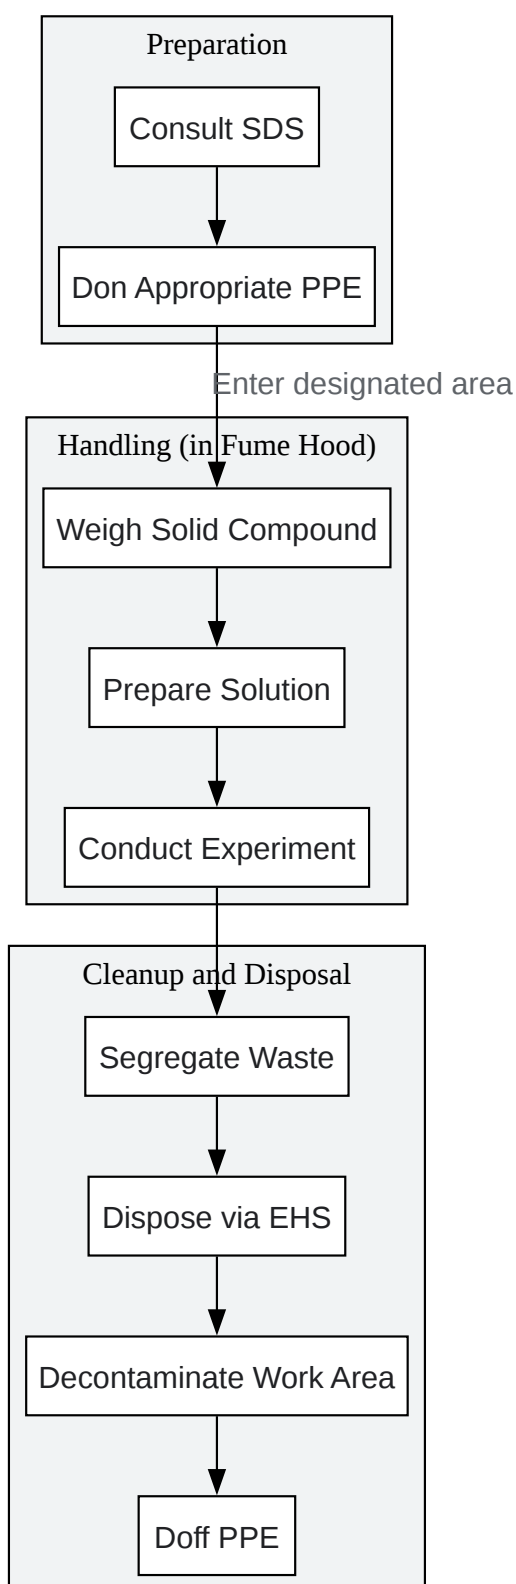 Preparation
Consult SDS
Don Appropriate PPE
Enter designated area
Handling (in Fume Hood)
Weigh Solid Compound
Prepare Solution
Conduct Experiment
Cleanup and Disposal
Segregate Waste
Dispose via EHS
Decontaminate Work Area
Doff PPE